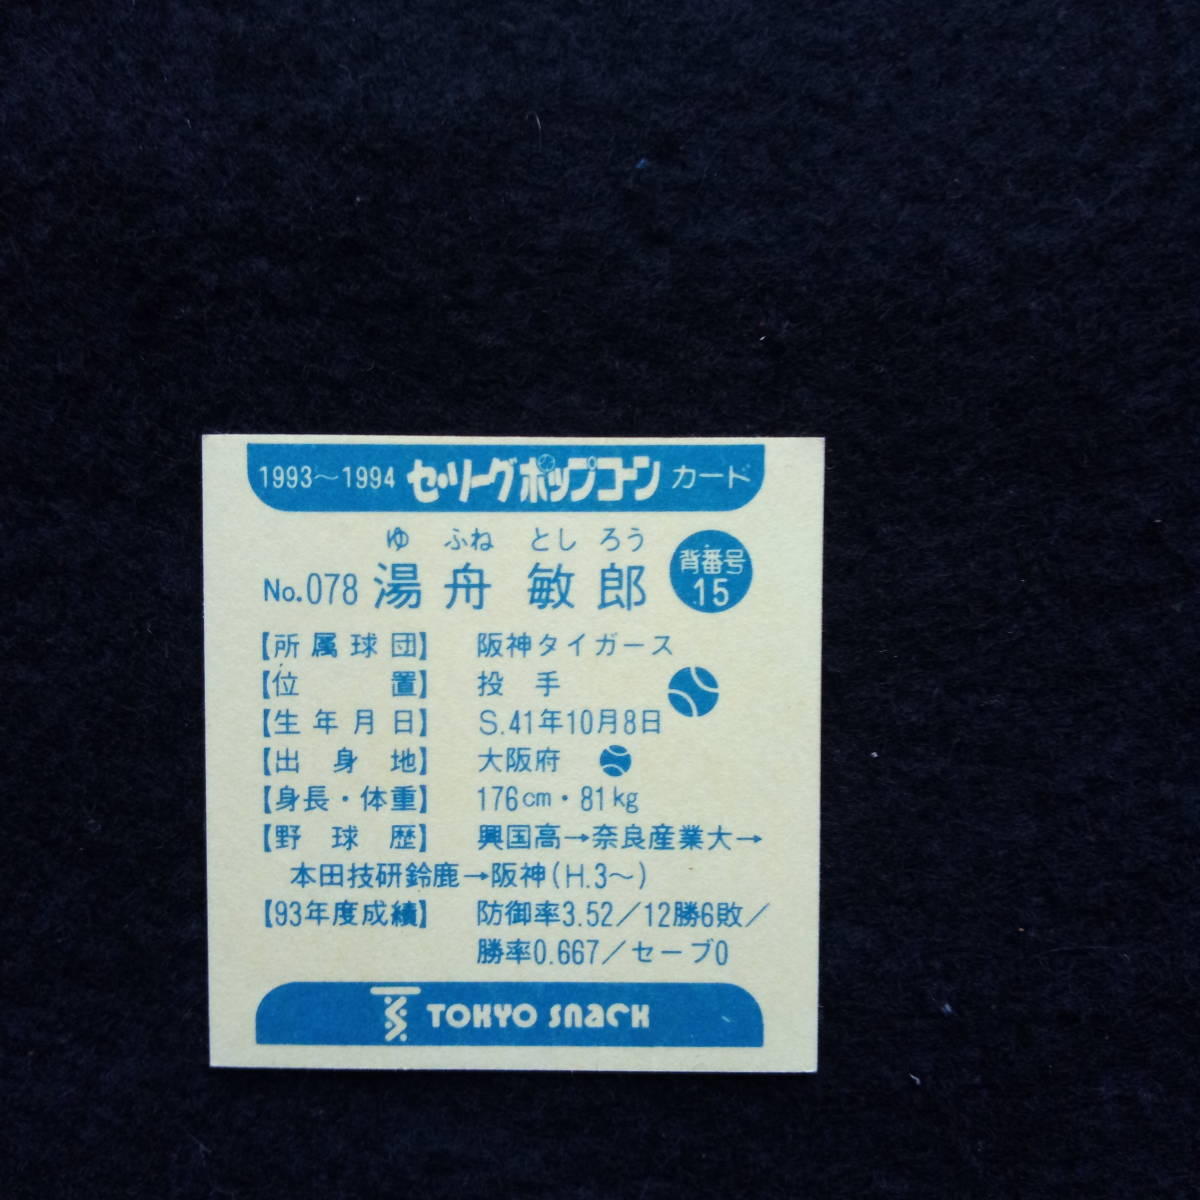 1993～1994 セ・リーグポップコーン カード
ゆ ふね とし ろう
No.078 湯舟 敏郎 背番号 15
【所属球団】 阪神タイガース
【位置】 投手
【生年月日】 S.41年10月8日
【出身地】 大阪府
【身長・体重】 176cm・81kg
【野球歴】 興国高→奈良産業大→
本田技研鈴鹿→阪神(H.3～)
【93年度成績】 防御率3.52／12勝6敗／
勝率0.667／セーブ0
TS TOKYO SNACK